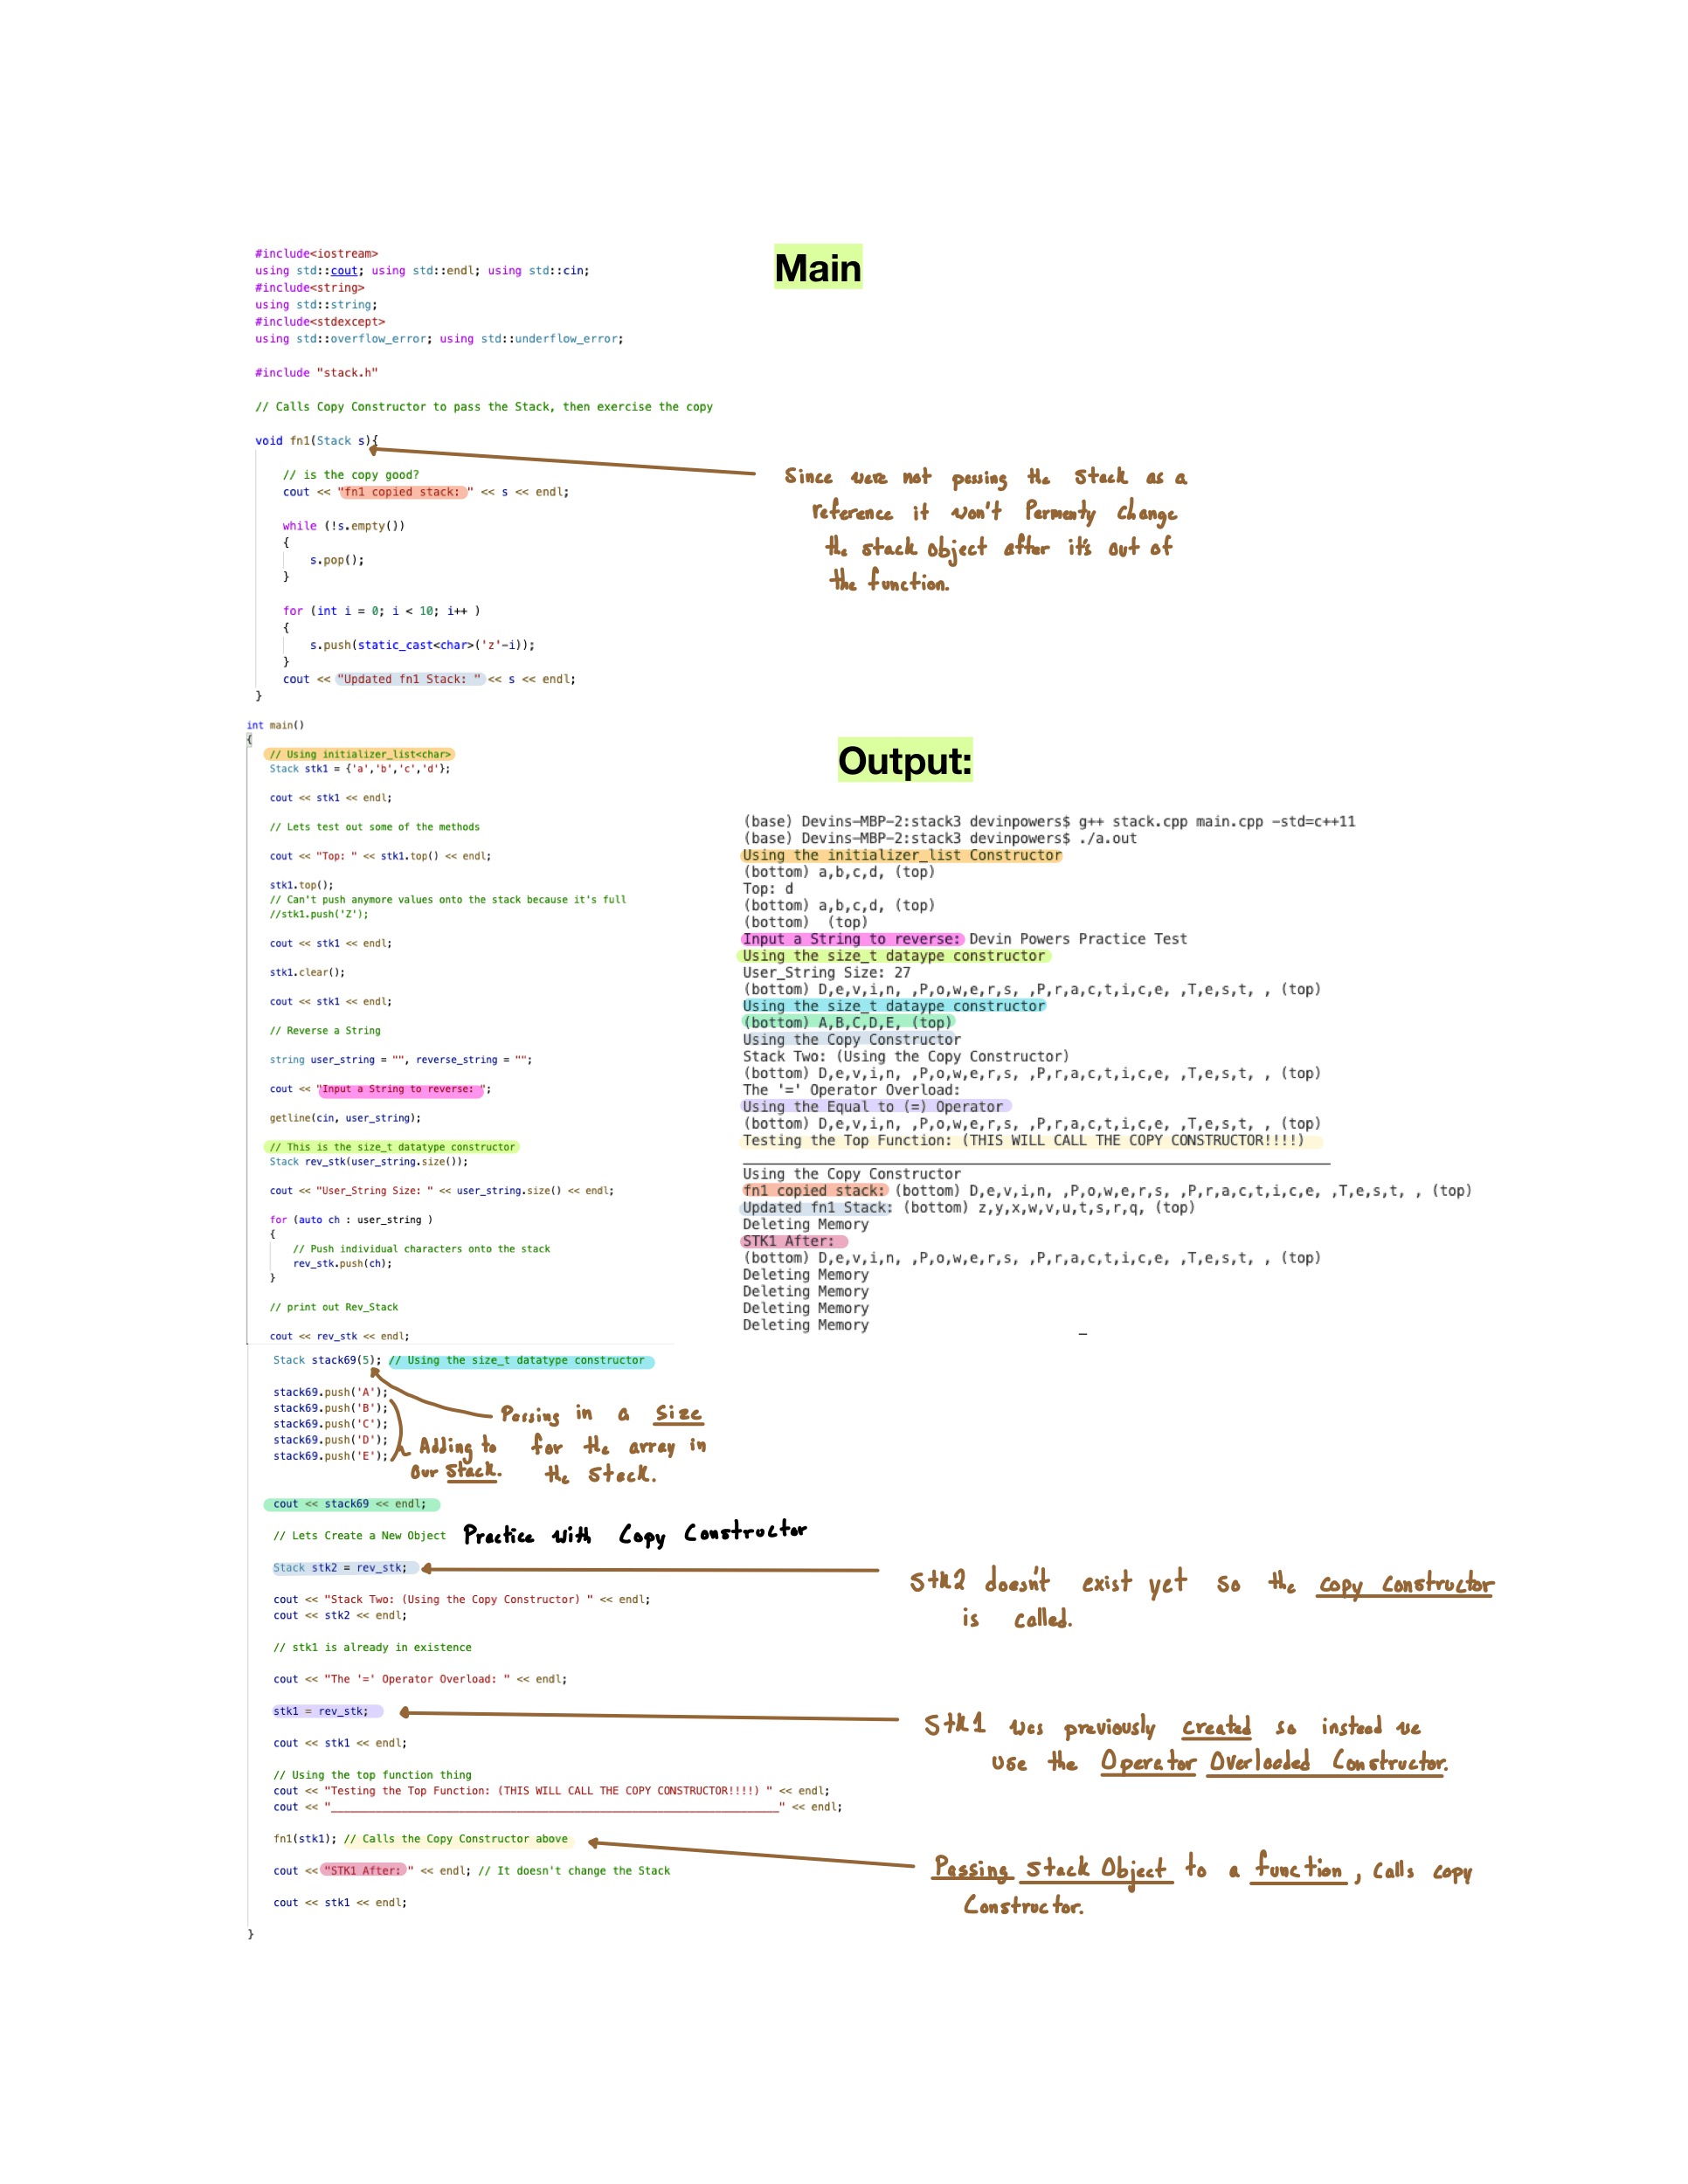 Main
#include<iostream>
using std::cout; using std::endl; using std::cin;
#include<string>
using std::string;
#include<stdexcept>
using std::overflow_error; using std::underflow_error;
#include "stack.h"
// Calls Copy Constructor to pass the Stack, then exercise the copy
void fn1(Stack s){
// is the copy good?
cout << "fn1 copied stack: " << s << endl;
while (!s.empty())
{
s.pop();
}
for (int i = 0; i < 10; i++ )
{
s.push(static_cast<char>('z'-i));
}
cout << "Updated fn1 Stack: " << s << endl;
}
Since were not passing the Stack as a
reference it won't Permenty change
the stack object after it's out of
the function.
int main()
{
// Using initializer_list<char>
Stack stk1 = {'a','b','c','d'};
cout << stk1 << endl;
// Lets test out some of the methods
cout << "Top: " << stk1.top() << endl;
stk1.top();
// Can't push anymore values onto the stack because it's full
//stk1.push('Z');
cout << stk1 << endl;
stk1.clear();
cout << stk1 << endl;
// Reverse a String
string user_string = "", reverse_string = "";
cout << "Input a String to reverse: ";
getline(cin, user_string);
// This is the size_t datatype constructor
Stack rev_stk(user_string.size());
cout << "User_String Size: " << user_string.size() << endl;
for (auto ch : user_string )
{
// Push individual characters onto the stack
rev_stk.push(ch);
}
// print out Rev_Stack
cout << rev_stk << endl;
Output:
(base) Devins-MBP-2:stack3 devinpowers$ g++ stack.cpp main.cpp -std=c++11
(base) Devins-MBP-2:stack3 devinpowers$ ./a.out
Using the initializer_list Constructor
(bottom) a,b,c,d, (top)
Top: d
(bottom) a,b,c,d, (top)
(bottom)  (top)
Input a String to reverse: Devin Powers Practice Test
Using the size_t dataype constructor
User_String Size: 27
(bottom) D,e,v,i,n, ,P,o,w,e,r,s, ,P,r,a,c,t,i,c,e, ,T,e,s,t, , (top)
Using the size_t dataype constructor
(bottom) A,B,C,D,E, (top)
Using the Copy Constructor
Stack Two: (Using the Copy Constructor)
(bottom) D,e,v,i,n, ,P,o,w,e,r,s, ,P,r,a,c,t,i,c,e, ,T,e,s,t, , (top)
The '=' Operator Overload:
Using the Equal to (=) Operator
(bottom) D,e,v,i,n, ,P,o,w,e,r,s, ,P,r,a,c,t,i,c,e, ,T,e,s,t, , (top)
Testing the Top Function: (THIS WILL CALL THE COPY CONSTRUCTOR!!!!)
Using the Copy Constructor
fn1 copied stack: (bottom) D,e,v,i,n, ,P,o,w,e,r,s, ,P,r,a,c,t,i,c,e, ,T,e,s,t, , (top)
Updated fn1 Stack: (bottom) z,y,x,w,v,u,t,s,r,q, (top)
Deleting Memory
STK1 After:
(bottom) D,e,v,i,n, ,P,o,w,e,r,s, ,P,r,a,c,t,i,c,e, ,T,e,s,t, , (top)
Deleting Memory
Deleting Memory
Deleting Memory
Deleting Memory
Stack stack69(5); // Using the size_t datatype constructor
stack69.push('A');
stack69.push('B');
stack69.push('C');
stack69.push('D');
stack69.push('E');
Passing in a Size
for the array in
the Stack.
Adding to
Our Stack.
cout << stack69 << endl;
// Lets Create a New Object Practice with Copy Constructor
Stack stk2 = rev_stk;
Stk2 doesn't exist yet so the copy constructor
is called.
cout << "Stack Two: (Using the Copy Constructor) " << endl;
cout << stk2 << endl;
// stk1 is already in existence
cout << "The '=' Operator Overload: " << endl;
stk1 = rev_stk;
Stk1 was previously created so instead we
use the Operator Overloaded Constructor.
cout << stk1 << endl;
// Using the top function thing
cout << "Testing the Top Function: (THIS WILL CALL THE COPY CONSTRUCTOR!!!!) " << endl;
cout << "______________________________________________________________________" << endl;
fn1(stk1); // Calls the Copy Constructor above
Passing Stack Object to a function, Calls copy
Constructor.
cout << "STK1 After: " << endl; // It doesn't change the Stack
cout << stk1 << endl;
}